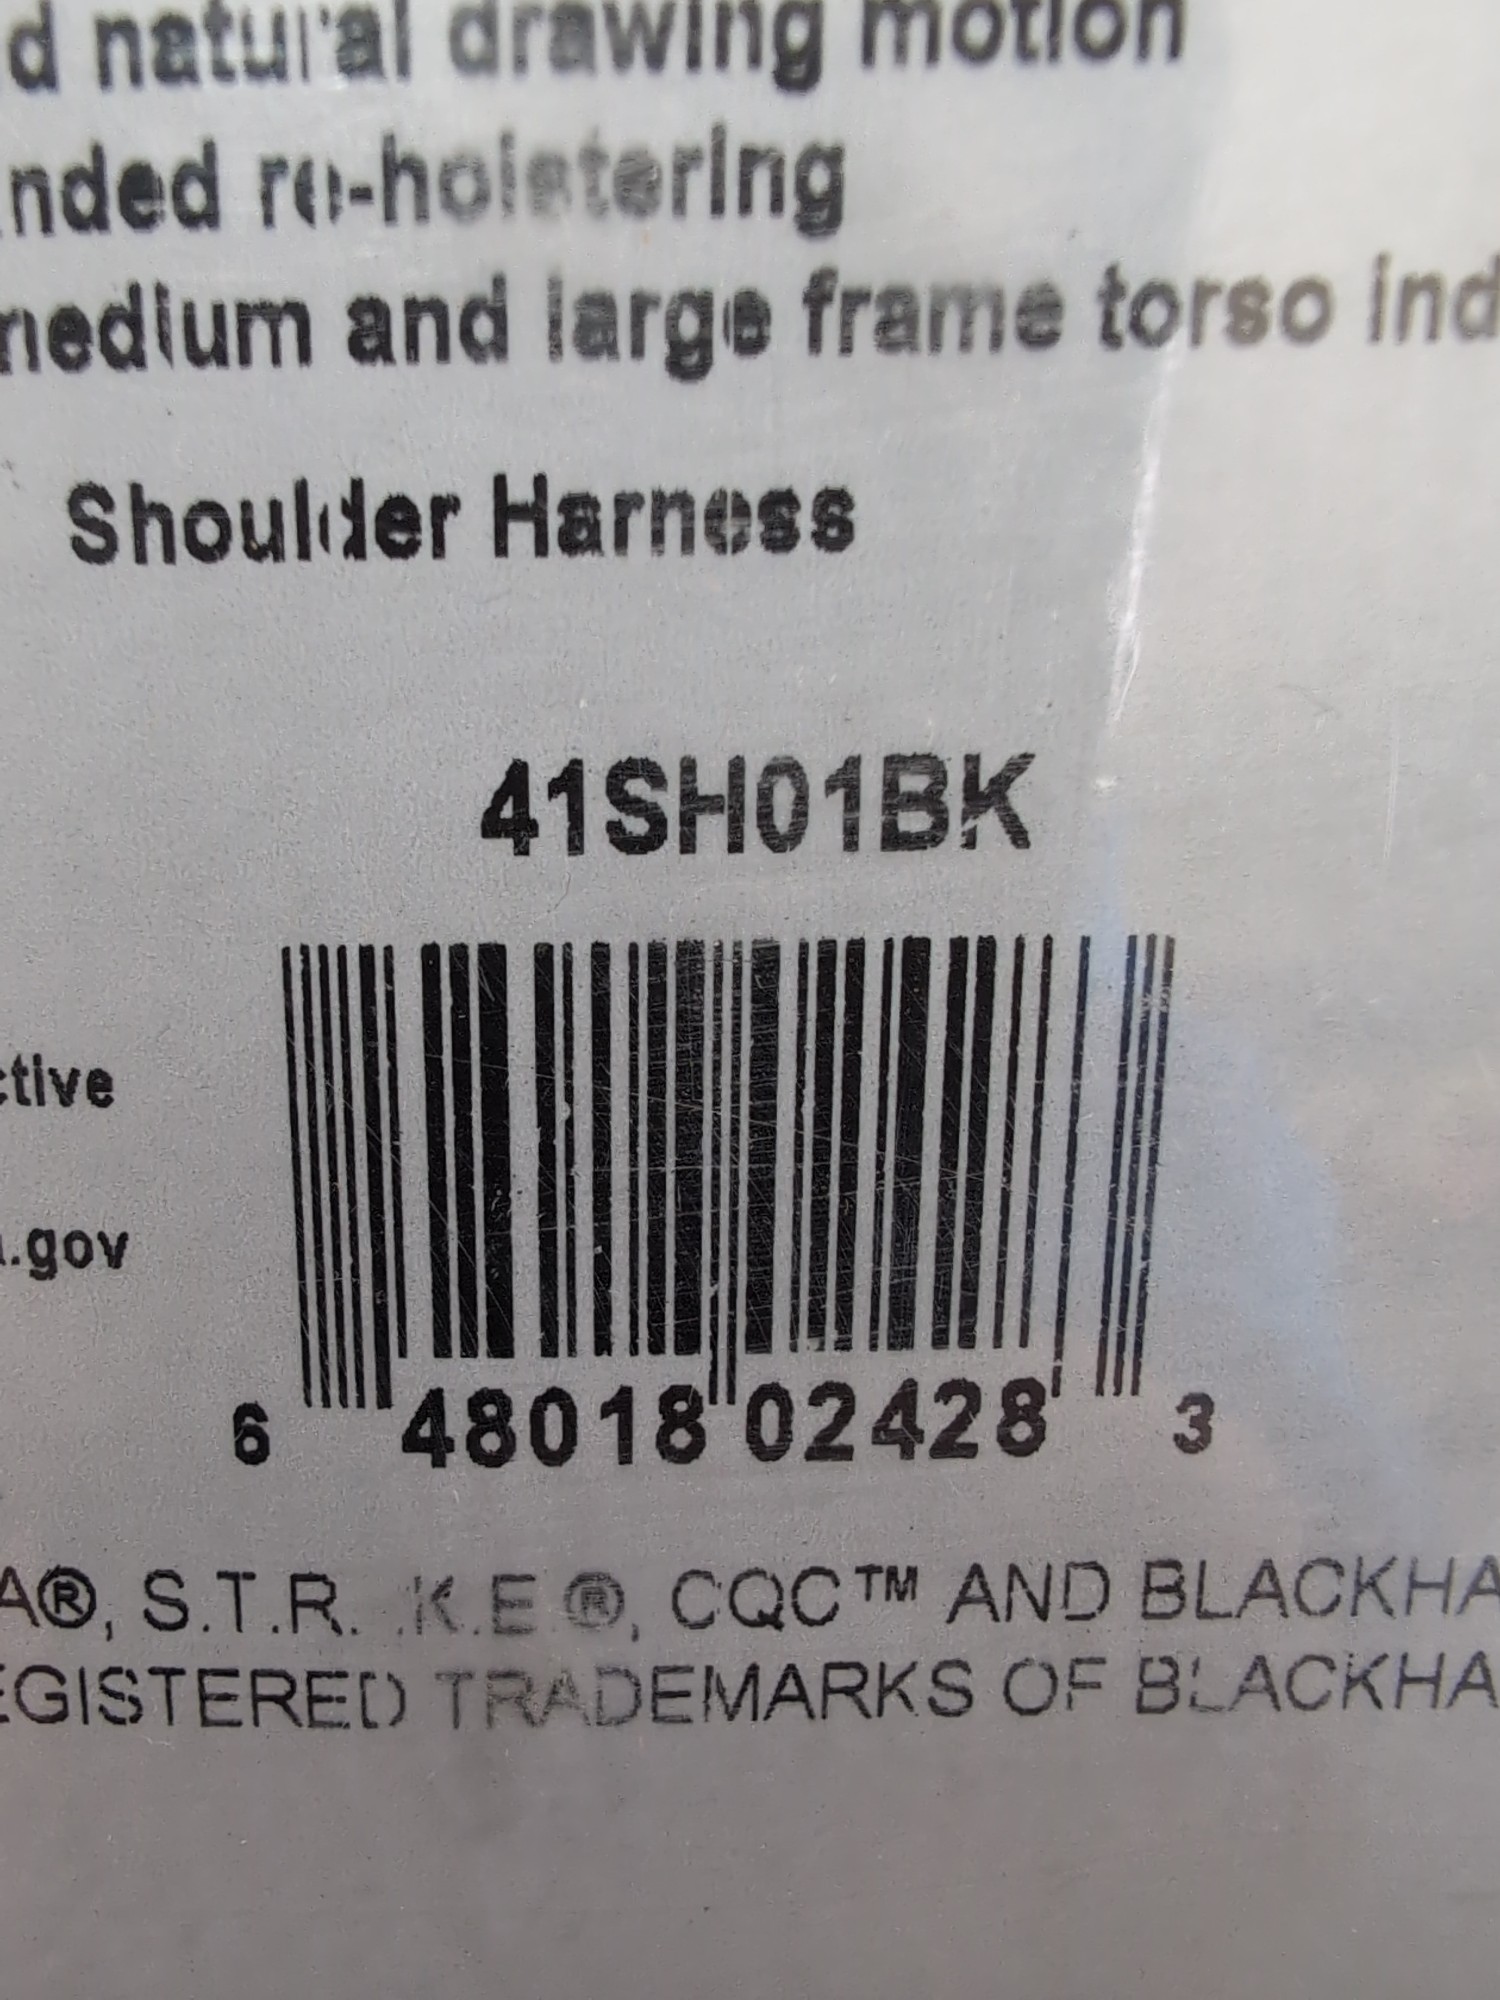 d natural drawing motion
nded re-holstering
medium and large frame torso ind
Shoulder Harness
41SH01BK
ctive
.gov
6 48018 02428 3
A®, S.T.R.I.K.E.®, CQC™ AND BLACKHA
EGISTERED TRADEMARKS OF BLACKHA